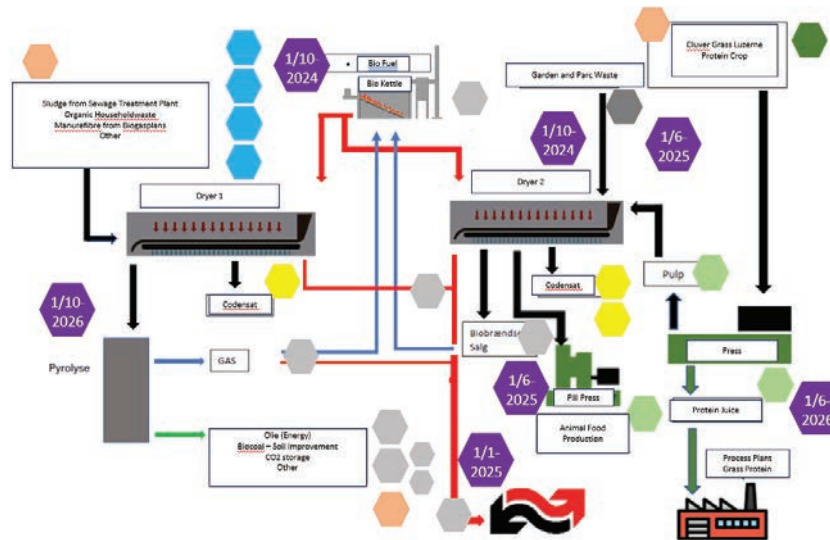 1/10-
2024
• Bio Fuel
Bio Kettle
Garden and Parc Waste
Cluver Grass Luzerne
Protein Crop
Sludge from Sewage Treatment Plant
Organic Householdwaste
Manurefibre from Biogasplans
Other
1/10-
2024
1/6-
2025
Dryer 1
Dryer 2
Codensat
Codensat
Pulp
1/10-
2026
Pyrolyse
GAS
Biobrændse
Salg
Press
1/6-
2025
Pill Press
Animal Food
Production
Protein Juice
1/6-
2026
Olie (Energy)
Biocoal – Soil improvement
CO2 storage
Other
1/1-
2025
Process Plant
Grass Protein